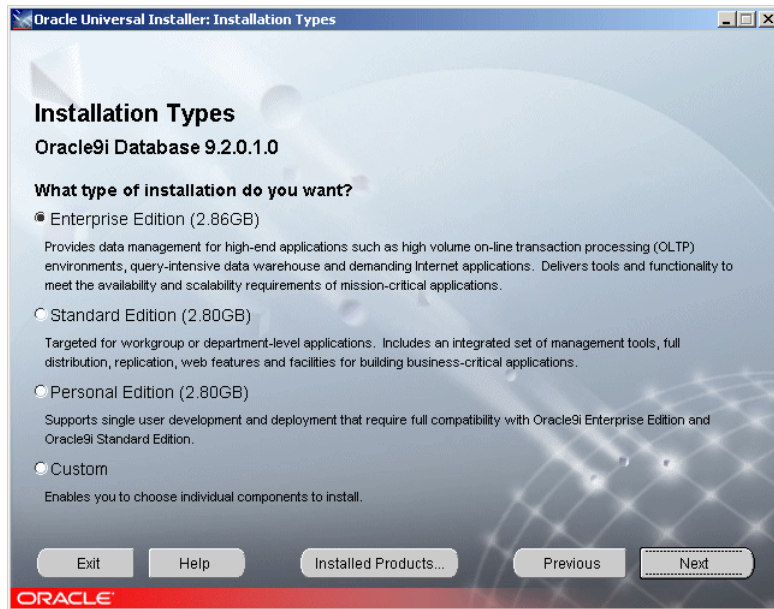 Oracle Universal Installer: Installation Types
Installation Types
Oracle9i Database 9.2.0.1.0
What type of installation do you want?
Enterprise Edition (2.86GB)
Provides data management for high-end applications such as high volume on-line transaction processing (OLTP)
environments, query-intensive data warehouse and demanding Internet applications. Delivers tools and functionality to
meet the availability and scalability requirements of mission-critical applications.
Standard Edition (2.80GB)
Targeted for workgroup or department-level applications. Includes an integrated set of management tools, full
distribution, replication, web features and facilities for building business-critical applications.
Personal Edition (2.80GB)
Supports single user development and deployment that require full compatibility with Oracle9i Enterprise Edition and
Oracle9i Standard Edition.
Custom
Enables you to choose individual components to install.
Exit Help Installed Products... Previous Next
ORACLE